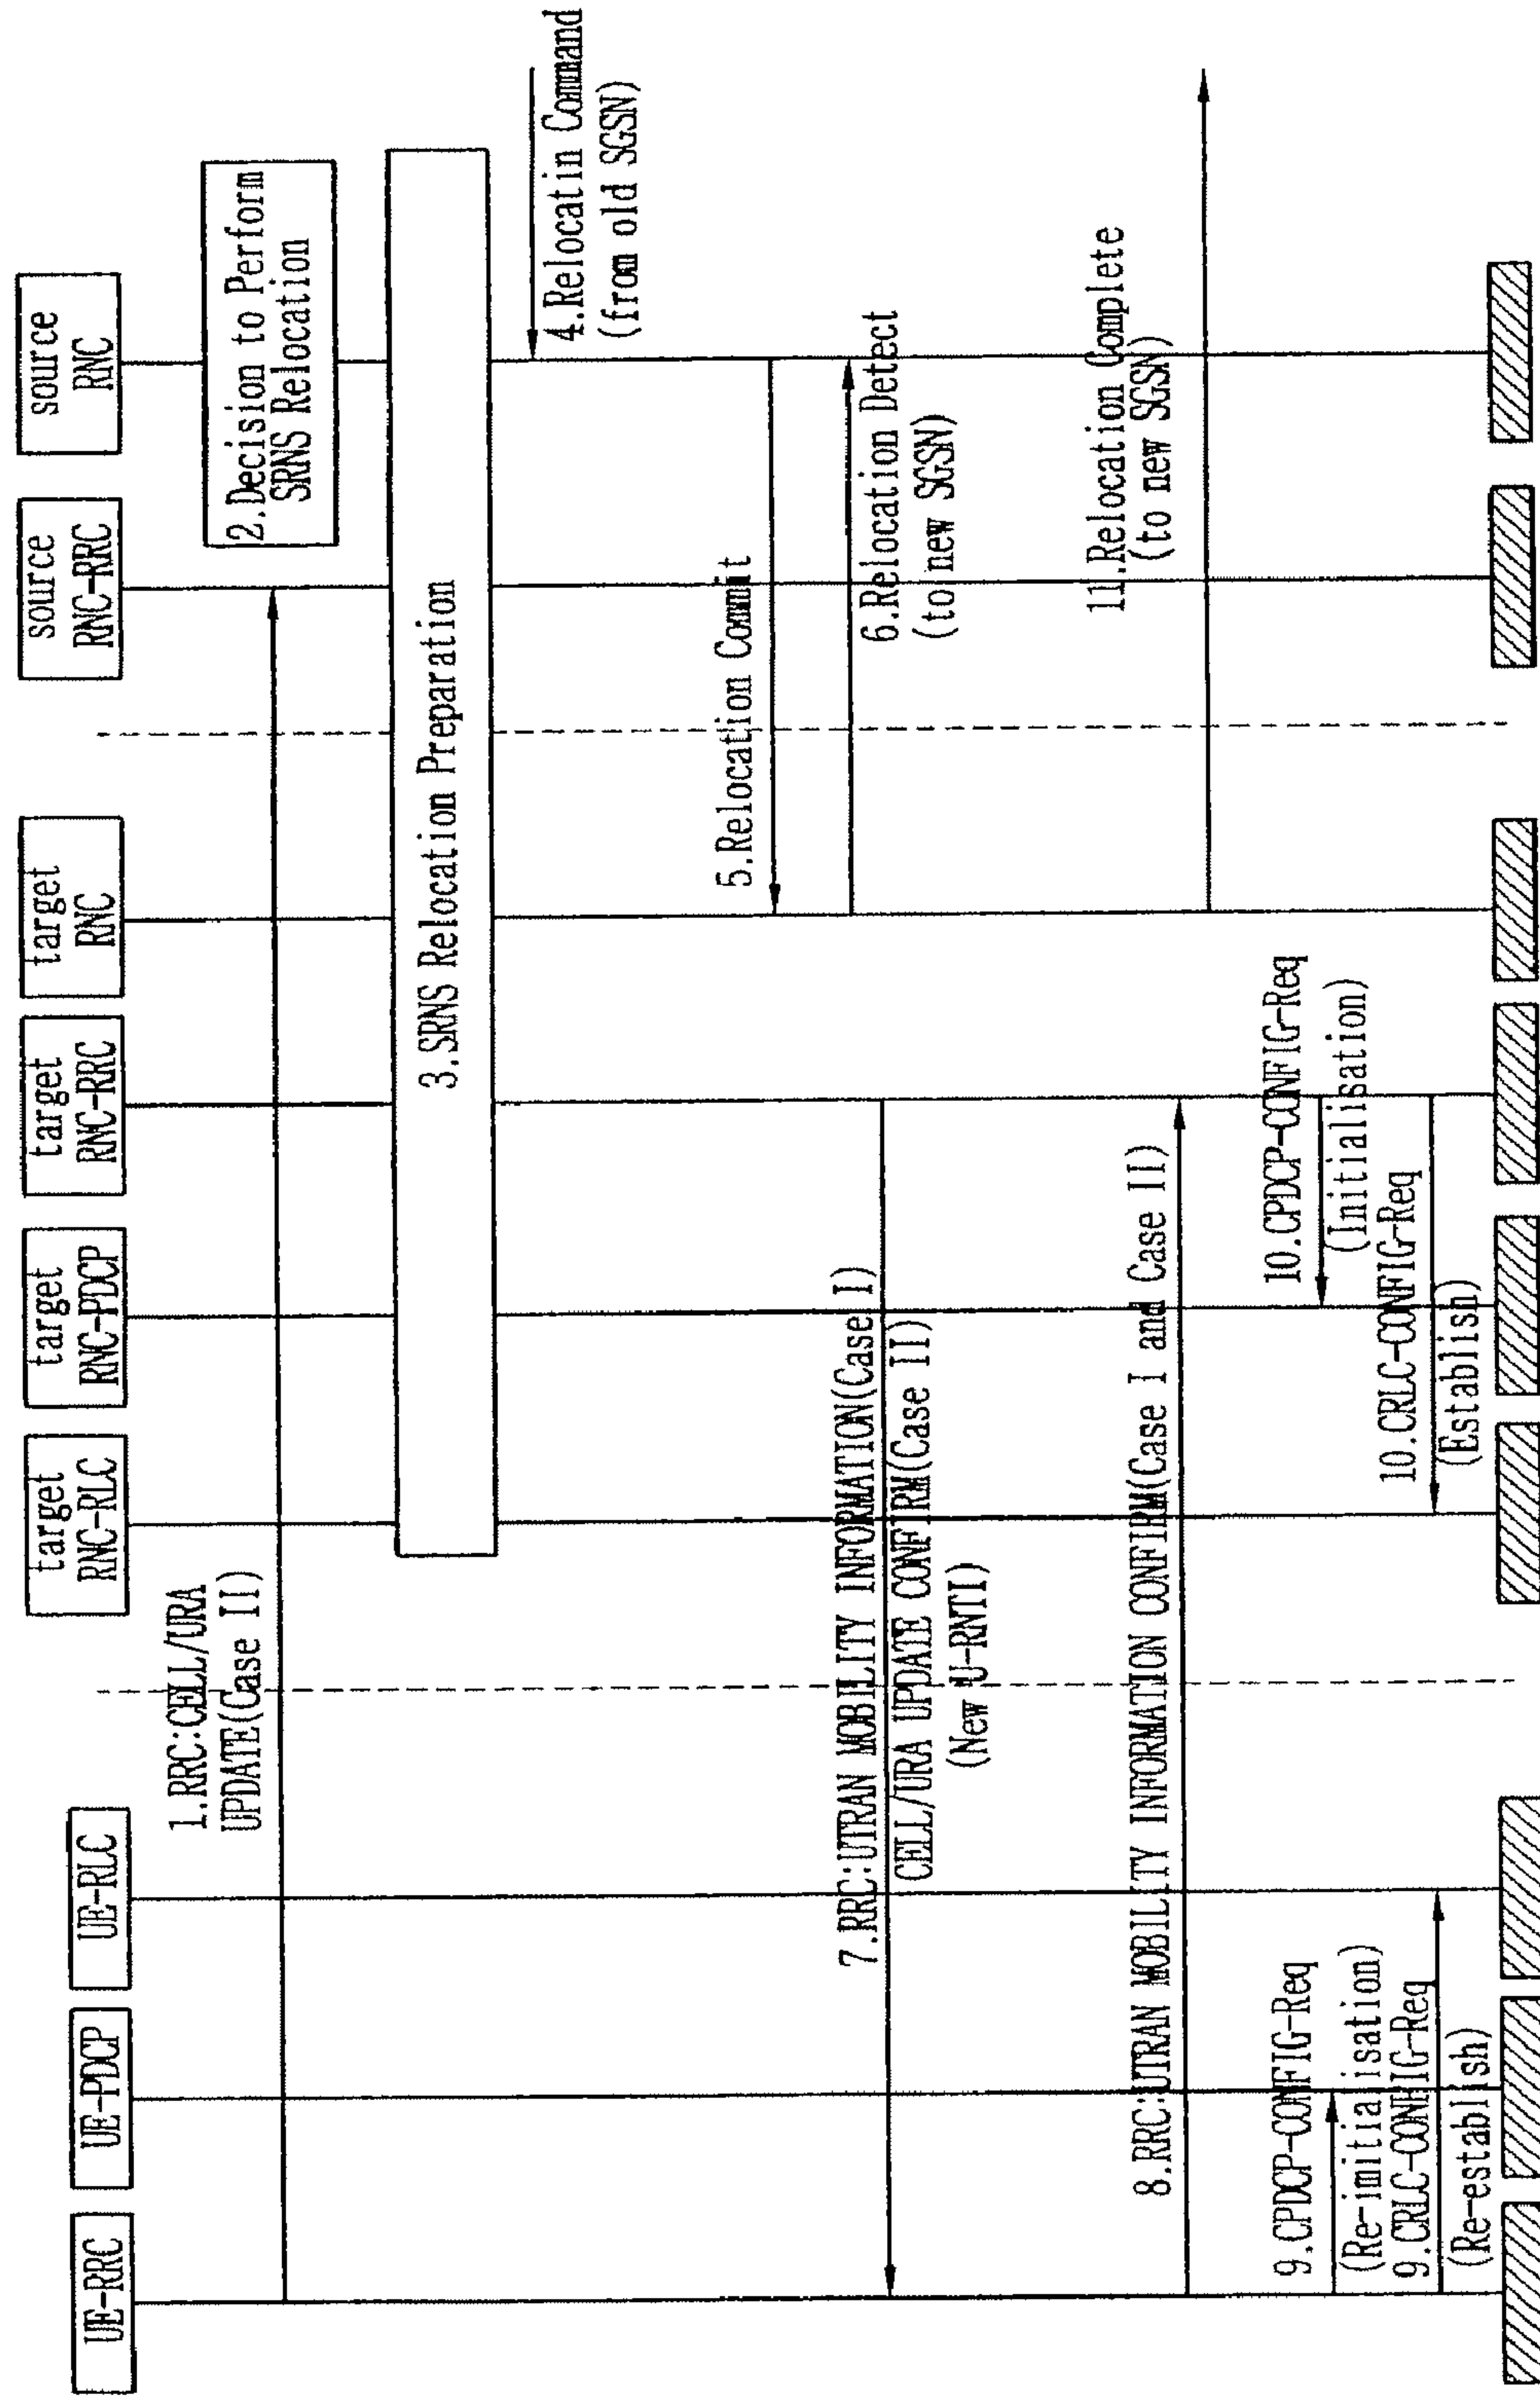 UE-RRC
UE-PDCP
UE-RLC
target
RNC-RLC
target
RNC-PDCP
target
RNC-RRC
target
RNC
source
RNC-RRC
source
RNC
1.RRC:CELL/URA
UPDATE(Case II)
2.Decision to Perform
SRNS Relocation
3.SRNS Relocation Preparation
4.Relocatin Command
(from old SGSN)
5.Relocation Commit
6.Relocation Detect
(to new SGSN)
7.RRC:UTRAN MOBILITY INFORMATION(Case I)
CELL/URA UPDATE CONFIRM(Case II)
(New U-RNTI)
8.RRC:UTRAN MOBILITY INFORMATION CONFIRM(Case I and Case II)
11.Relocation Complete
(to new SGSN)
9.CPDCP-CONFIG-Req
(Re-imitialisation)
9.CRLC-CONHIG-Req
(Re-establish)
10.CPDCP-CONFIG-Req
(Initialisation)
10.CRLC-CONFIG-Req
(Establisn)